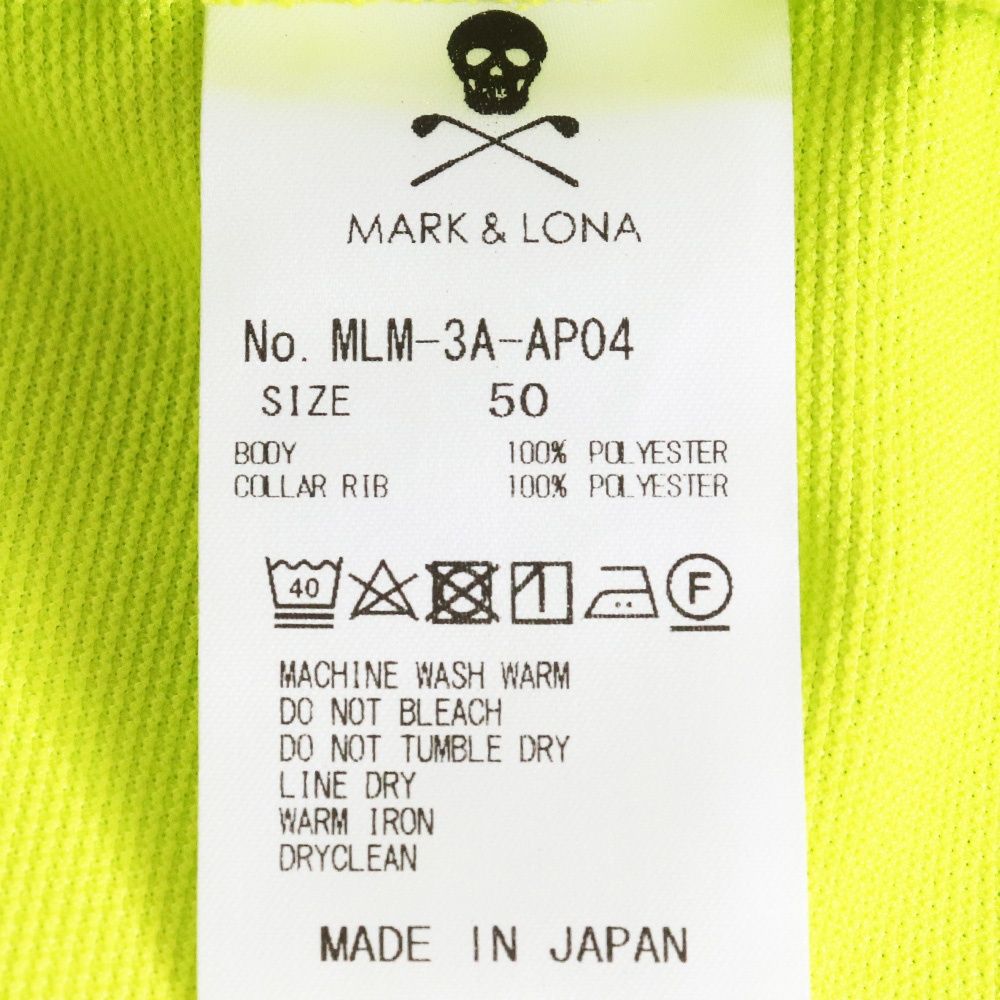 MARK & LONA
No. MLM-3A-AP04
SIZE 50
BODY 100% POLYESTER
COLLAR RIB 100% POLYESTER
40 F
MACHINE WASH WARM
DO NOT BLEACH
DO NOT TUMBLE DRY
LINE DRY
WARM IRON
DRYCLEAN
MADE IN JAPAN